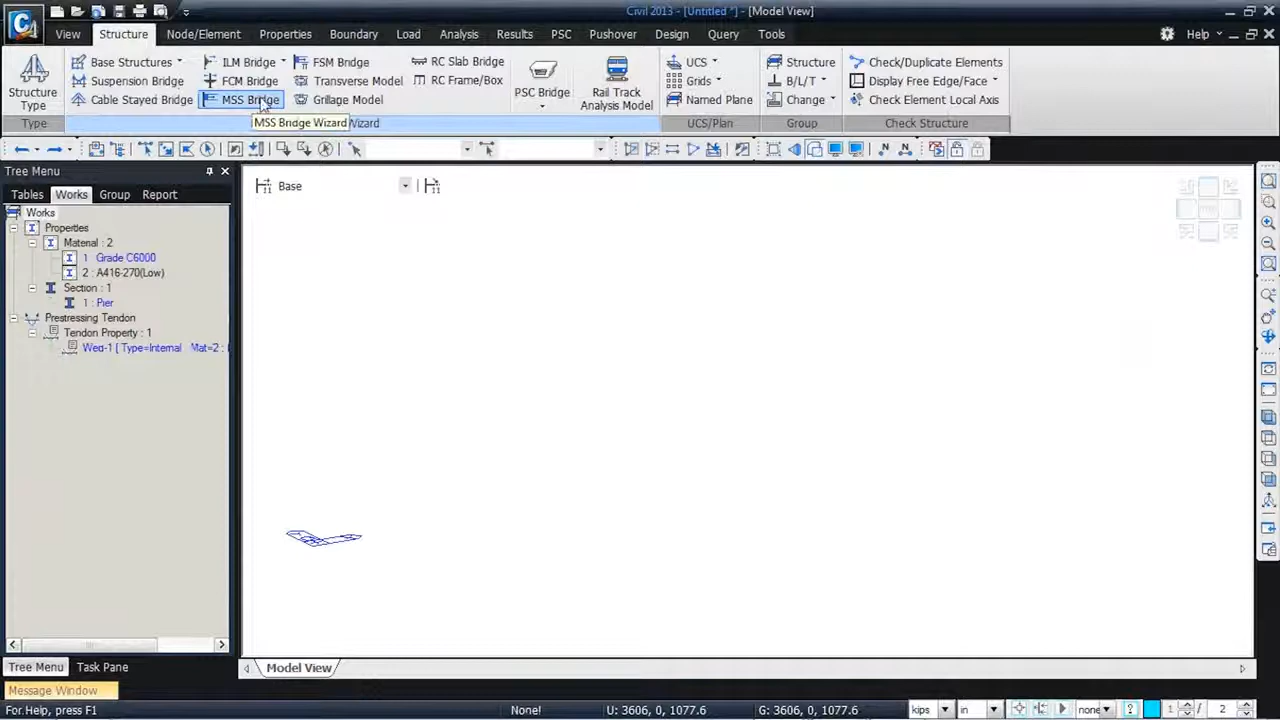 Civil 2013 - [Untitled *] - [Model View]
View Structure Node/Element Properties Boundary Load Analysis Results PSC Pushover Design Query Tools Help
Structure Type
Base Structures
Suspension Bridge
Cable Stayed Bridge
ILM Bridge
FCM Bridge
MSS Bridge
FSM Bridge
Transverse Model
Grillage Model
RC Slab Bridge
RC Frame/Box
PSC Bridge
Rail Track Analysis Model
UCS
Grids
Named Plane
Structure
B/L/T
Change
Check/Duplicate Elements
Display Free Edge/Face
Check Element Local Axis
Type
MSS Bridge Wizard
Wizard
UCS/Plan
Group
Check Structure
Tree Menu
Tables Works Group Report
Base
Works
Properties
Material : 2
1 Grade C6000
2 : A416-270(Low)
Section : 1
1 : Pier
Prestressing Tendon
Tendon Property : 1
Web-1 [ Type=Internal Mat=2 :
Tree Menu Task Pane
Model View
Message Window
For Help, press F1
None!
U: 3606, 0, 1077.6
G: 3606, 0, 1077.6
kips
in
none
1 / 2